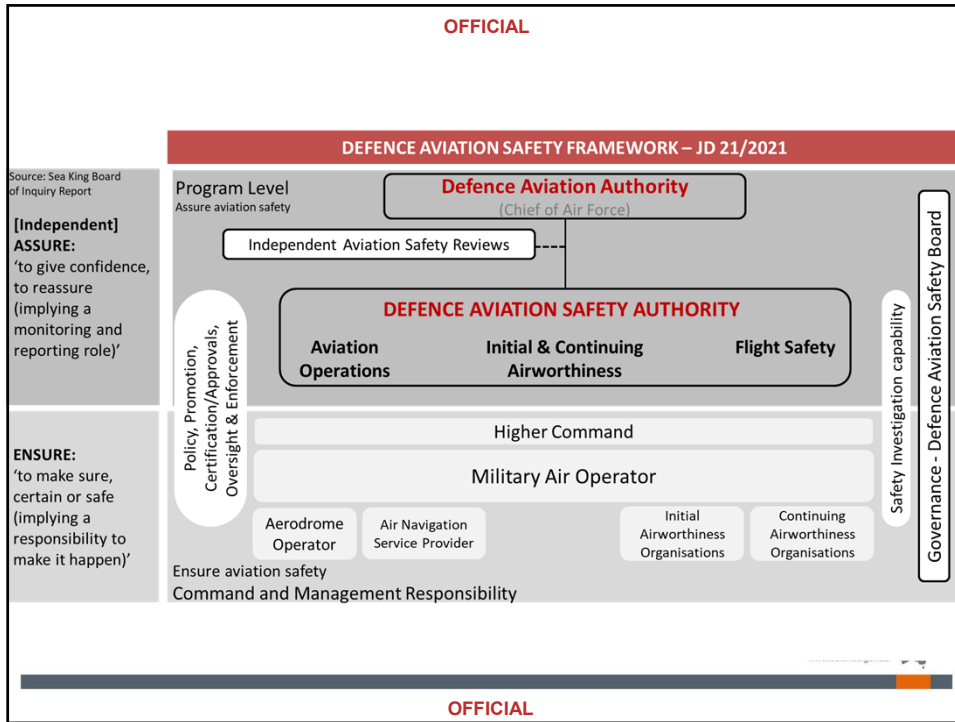 OFFICIAL
DEFENCE AVIATION SAFETY FRAMEWORK – JD 21/2021
Source: Sea King Board
of Inquiry Report
[Independent]
ASSURE:
‘to give confidence,
to reassure
(implying a
monitoring and
reporting role)’
Program Level
Assure aviation safety
Defence Aviation Authority
(Chief of Air Force)
Independent Aviation Safety Reviews
DEFENCE AVIATION SAFETY AUTHORITY
Aviation
Operations
Initial & Continuing
Airworthiness
Flight Safety
Policy, Promotion,
Certification/Approvals,
Oversight & Enforcement
Safety Investigation capability
Governance - Defence Aviation Safety Board
ENSURE:
‘to make sure,
certain or safe
(implying a
responsibility to
make it happen)’
Higher Command
Military Air Operator
Aerodrome
Operator
Air Navigation
Service Provider
Initial
Airworthiness
Organisations
Continuing
Airworthiness
Organisations
Ensure aviation safety
Command and Management Responsibility
OFFICIAL